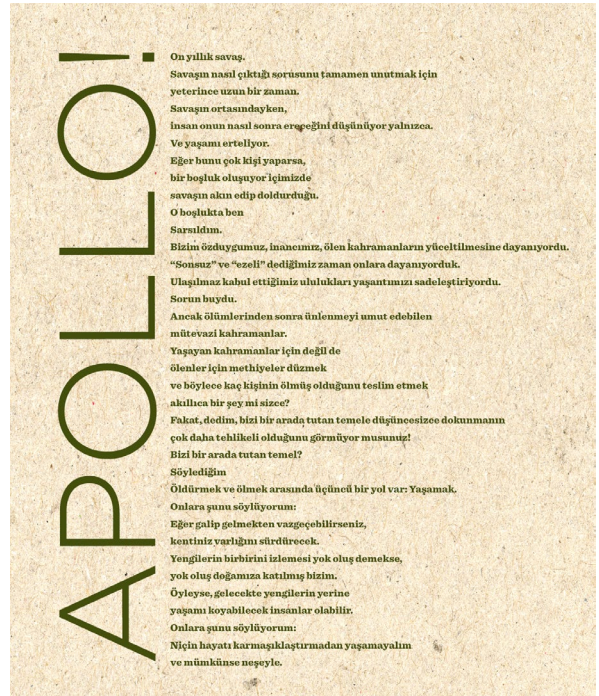 APOLLO!
On yıllık savaş.
Savaşın nasıl çıktığı sorusunu tamamen unutmak için
yeterince uzun bir zaman.
Savaşın ortasındayken,
insan onun nasıl sonra ereceğini düşünüyor yalnızca.
Ve yaşamı erteliyor.
Eğer bunu çok kişi yaparsa,
bir boşluk oluşuyor içimizde
savaşın akın edip doldurduğu.
O boşlukta ben
Sarsıldım.
Bizim özduygumuz, inancımız, ölen kahramanların yüceltilmesine dayanıyordu.
“Sonsuz” ve “ezeli” dediğimiz zaman onlara dayanıyorduk.
Ulaşılmaz kabul ettiğimiz ululukları yaşantımızı sadeleştiriyordu.
Sorun buydu.
Ancak ölümlerinden sonra ünlenmeyi umut edebilen
mütevazi kahramanlar.
Yaşayan kahramanlar için değil de
ölenler için methiyeler düzmek
ve böylece kaç kişinin ölmüş olduğunu teslim etmek
akıllıca bir şey mi sizce?
Fakat, dedim, bizi bir arada tutan temele düşüncesizce dokunmanın
çok daha tehlikeli olduğunu görmüyor musunuz!
Bizi bir arada tutan temel?
Söylediğim
Öldürmek ve ölmek arasında üçüncü bir yol var: Yaşamak.
Onlara şunu söylüyorum:
Eğer galip gelmekten vazgeçebilirseniz,
kentiniz varlığını sürdürecek.
Yengilerin birbirini izlemesi yok oluş demekse,
yok oluş doğamıza katılmış bizim.
Öyleyse, gelecekte yengilerin yerine
yaşamı koyabilecek insanlar olabilir.
Onlara şunu söylüyorum:
Niçin hayatı karmaşıklaştırmadan yaşamayalım
ve mümkünse neşeyle.